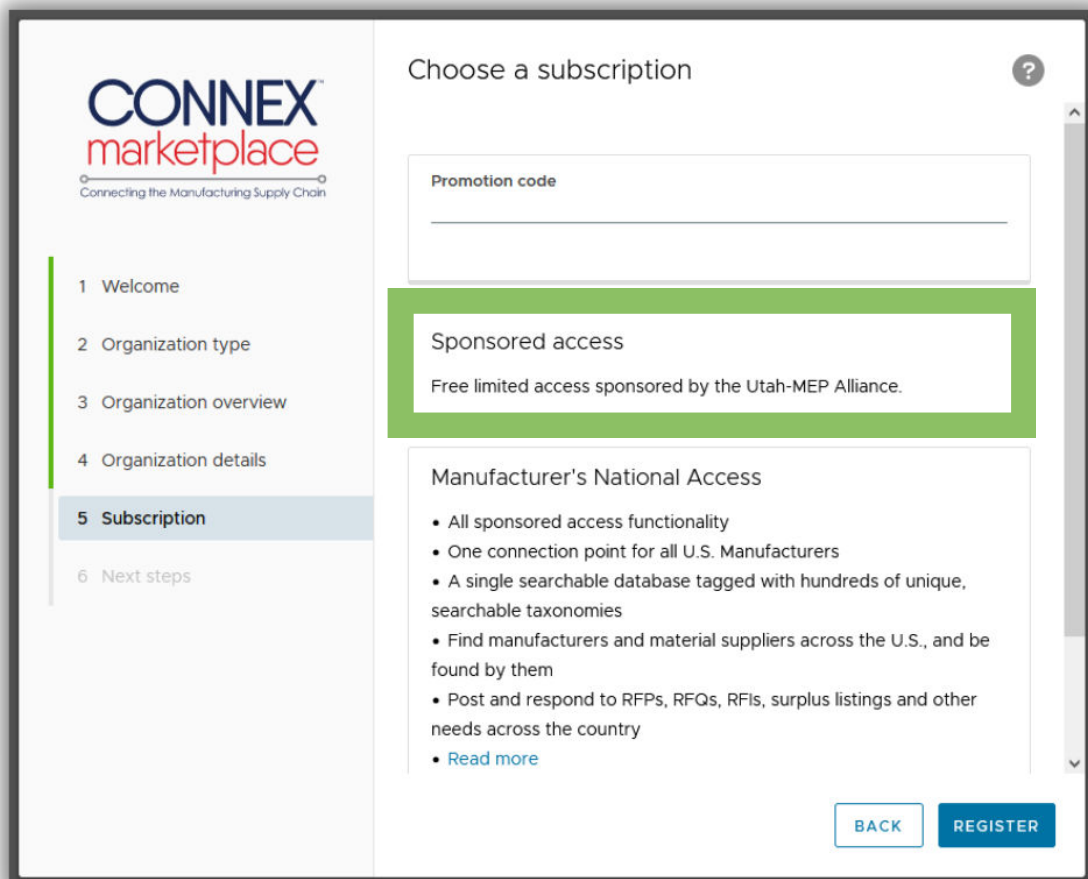 CONNEX™
marketplace
Connecting the Manufacturing Supply Chain
1 Welcome
2 Organization type
3 Organization overview
4 Organization details
5 Subscription
6 Next steps
Choose a subscription
?
Promotion code
Sponsored access
Free limited access sponsored by the Utah-MEP Alliance.
Manufacturer's National Access
• All sponsored access functionality
• One connection point for all U.S. Manufacturers
• A single searchable database tagged with hundreds of unique,
searchable taxonomies
• Find manufacturers and material suppliers across the U.S., and be
found by them
• Post and respond to RFPs, RFQs, RFIs, surplus listings and other
needs across the country
• Read more
BACK
REGISTER